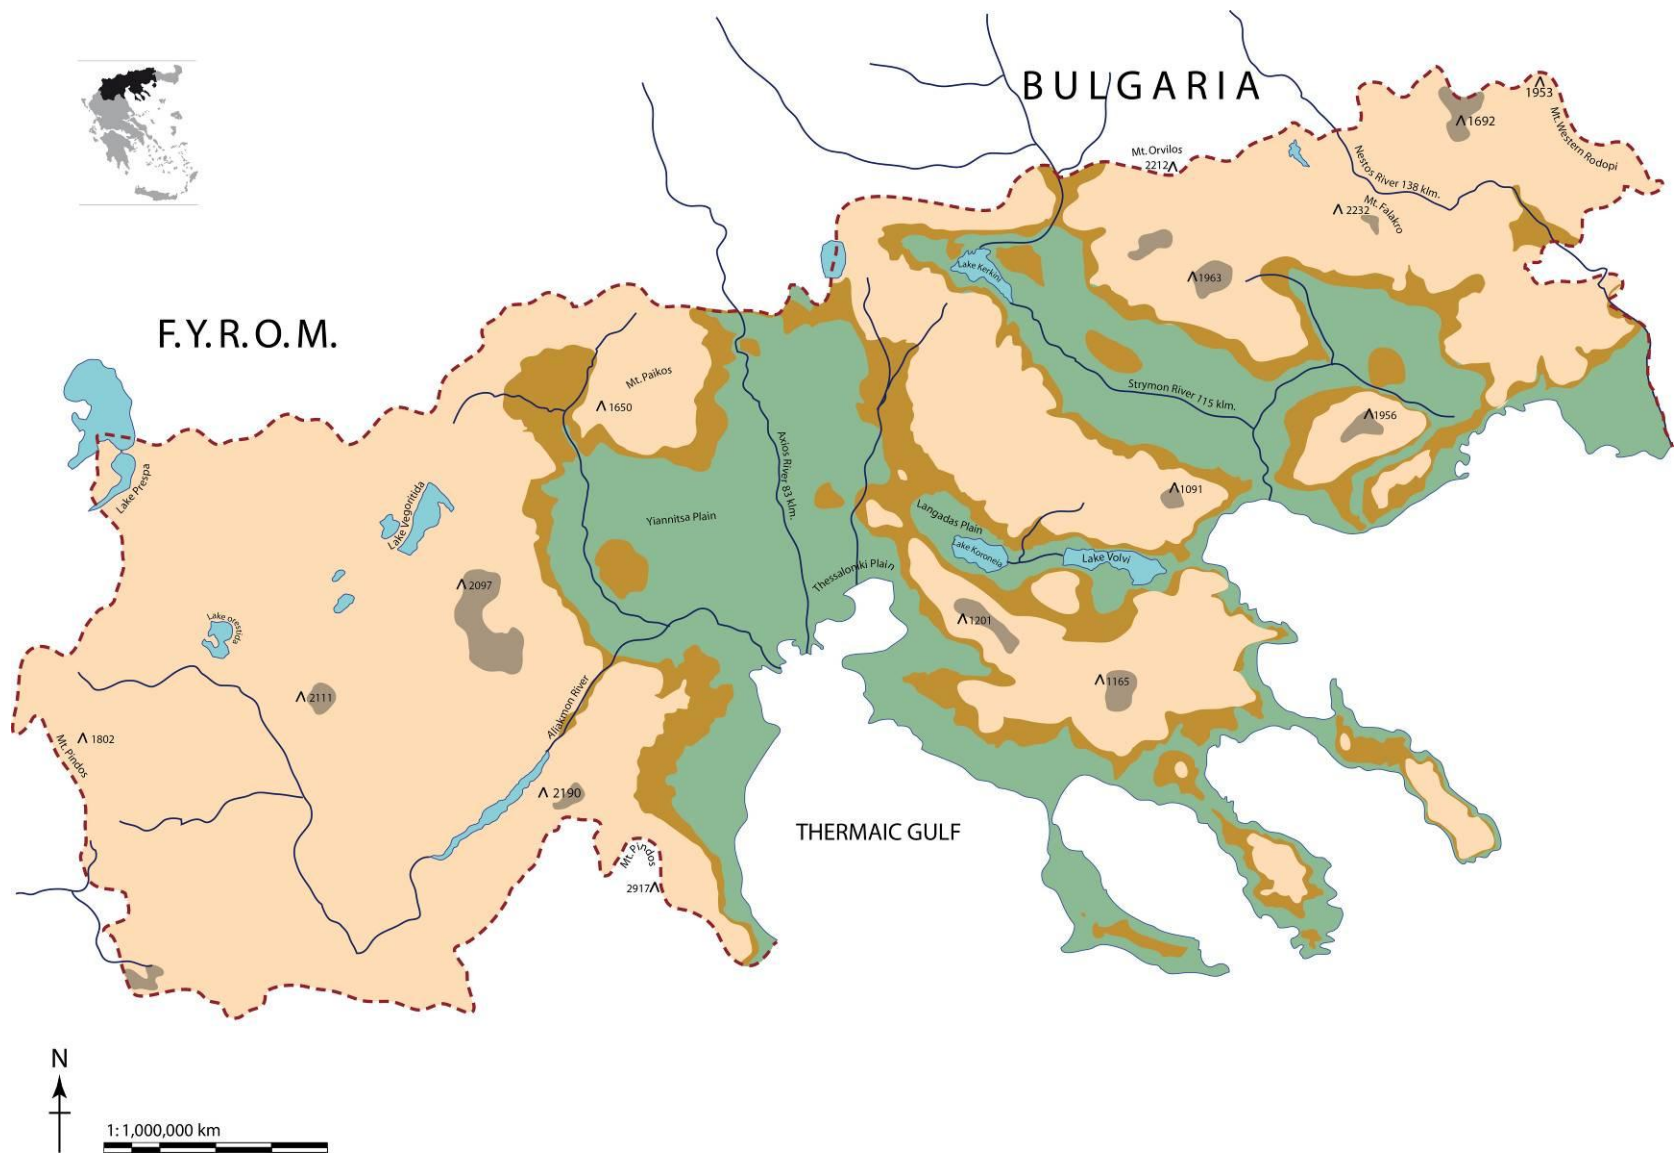 BULGARIA
1953
1692
Mt. Western Rodopi
Mt. Orvilos
2212
Nestos River 138 klm.
2232
Mt. Falakro
Lake Kerkini
1963
F.Y.R.O.M.
Mt. Paikos
1650
Strymon River 115 klm.
1956
Axios River 83 klm.
Lake Prespa
Lake Vegoritida
1091
Yiannitsa Plain
Langadas Plain
Lake Koroneia
Lake Volvi
Thessaloniki Plain
2097
Lake orestida
1201
1165
2111
Aliakmon River
1802
Mt. Pindos
2190
THERMAIC GULF
Mt. Pindos
2917
N
1:1,000,000 km